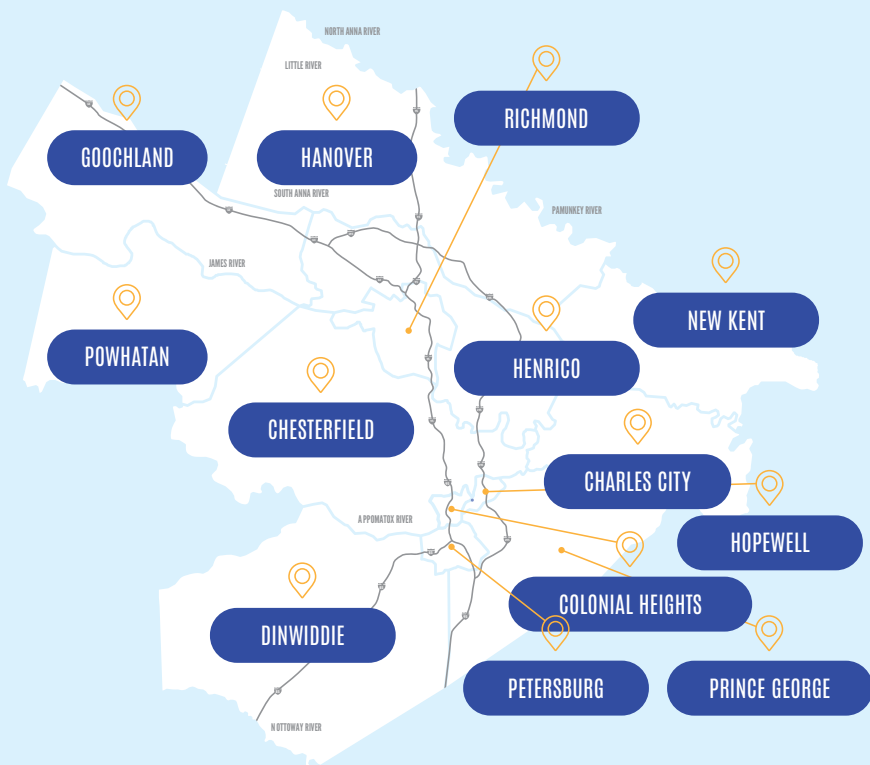 NORTH ANNA RIVER
LITTLE RIVER
RICHMOND
GOOCHLAND
HANOVER
SOUTH ANNA RIVER
PAMUNKEY RIVER
JAMES RIVER
NEW KENT
POWHATAN
HENRICO
CHESTERFIELD
CHARLES CITY
APPOMATOX RIVER
HOPEWELL
COLONIAL HEIGHTS
DINWIDDIE
PETERSBURG
PRINCE GEORGE
NOTTOWAY RIVER